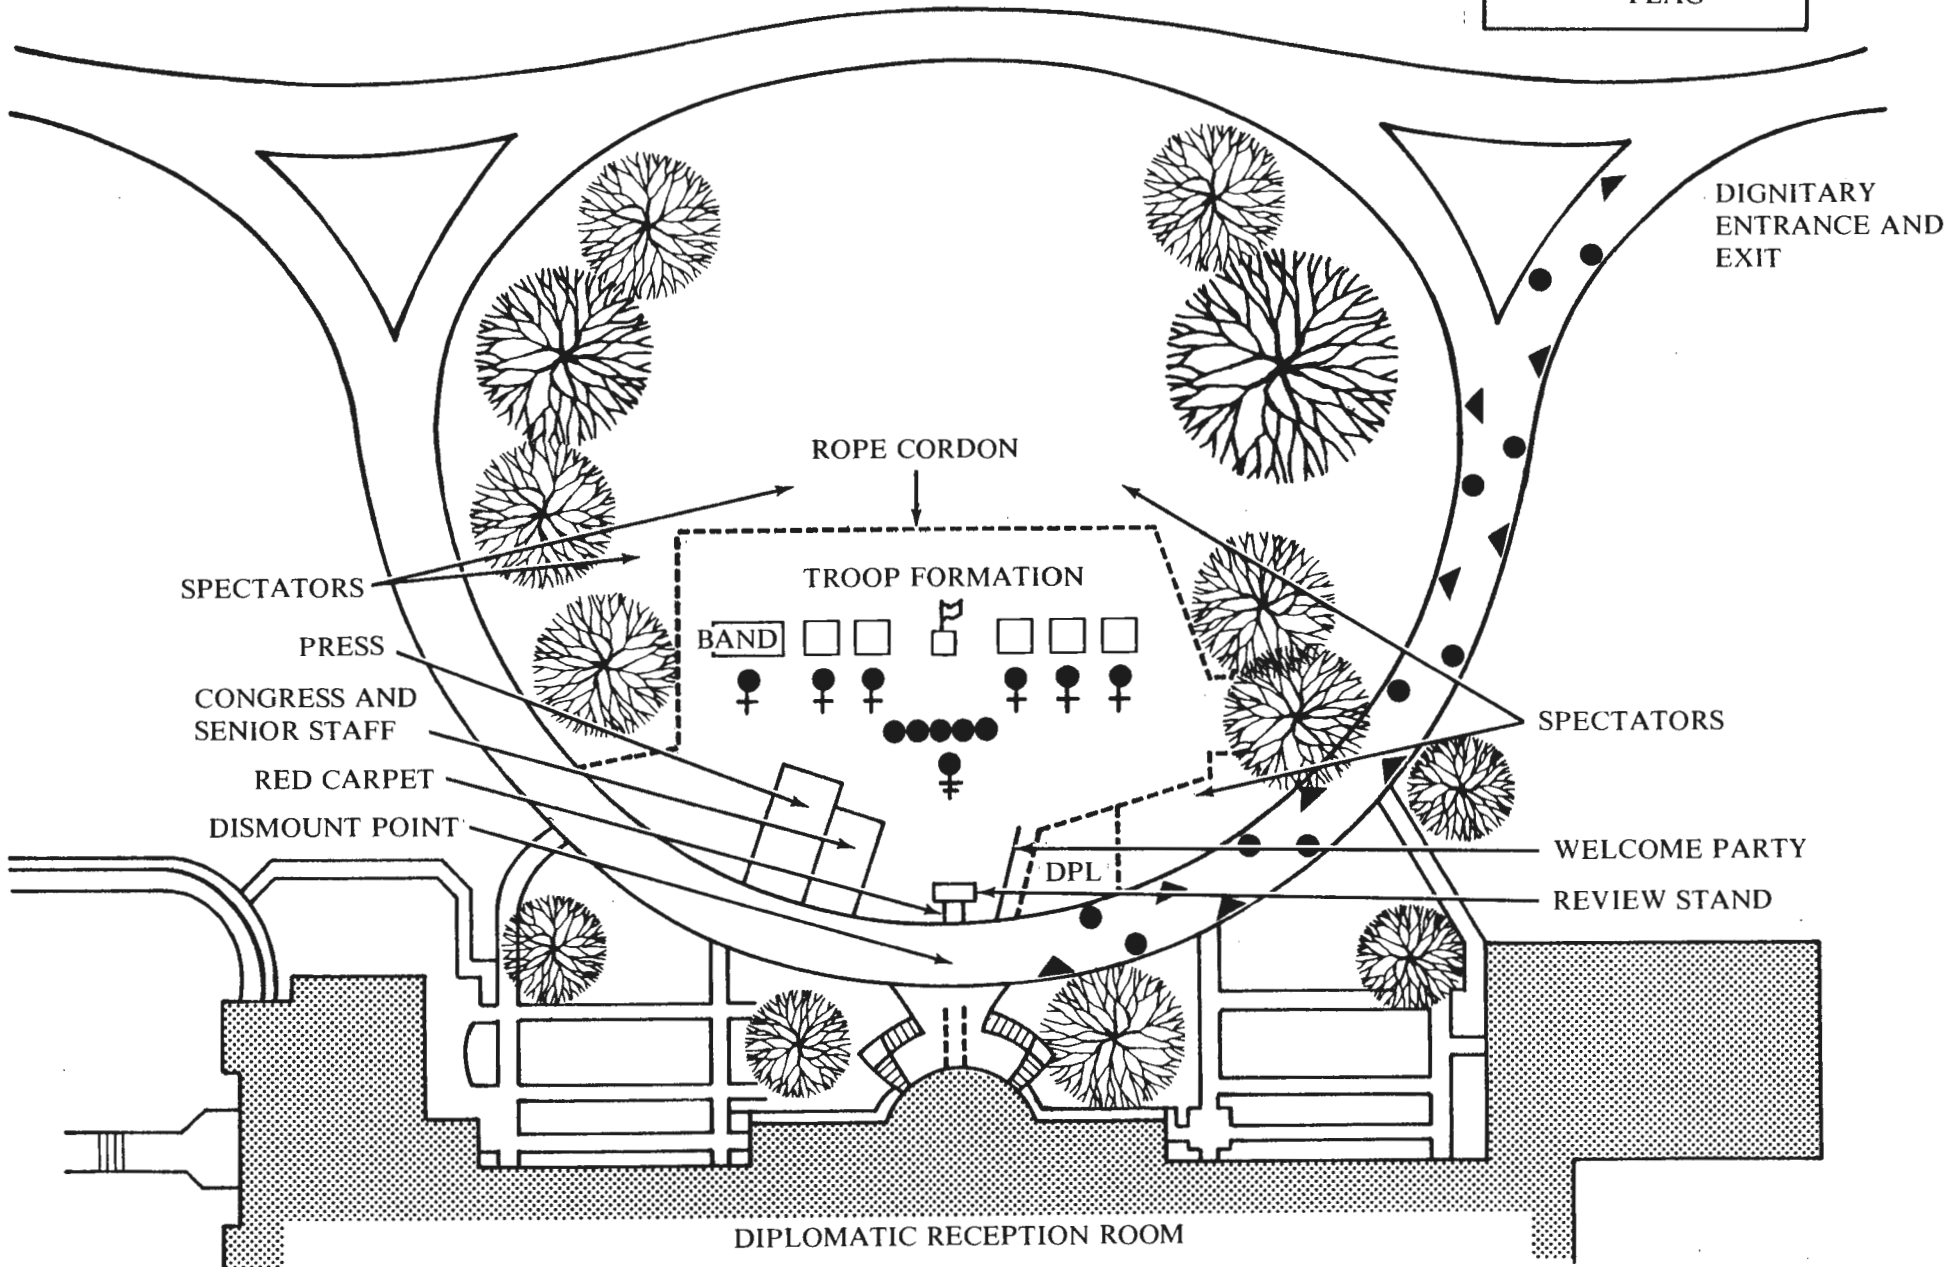 FLAG
DIGNITARY
ENTRANCE AND
EXIT
ROPE CORDON
TROOP FORMATION
SPECTATORS
BAND
PRESS
CONGRESS AND
SENIOR STAFF
SPECTATORS
RED CARPET
DISMOUNT POINT
WELCOME PARTY
DPL
REVIEW STAND
DIPLOMATIC RECEPTION ROOM